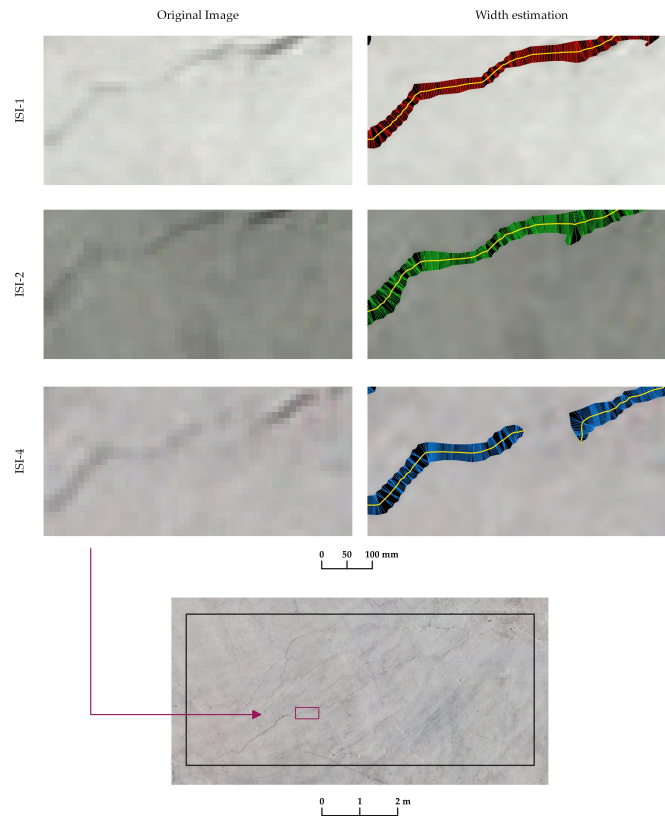 Original Image
Width estimation
ISI-1
ISI-2
ISI-4
0 50 100 mm
0 1 2 m